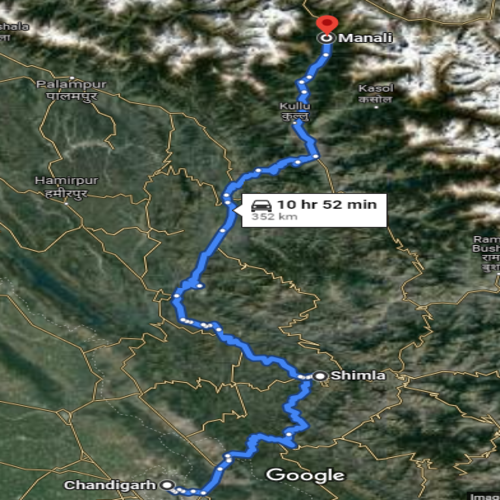 shala
ला
Manali
Palampur
पालमपुर
Kasol
कसोल
Kullu
कुल्लू
Hamirpur
हमीरपुर
10 hr 52 min
352 km
Ram
Bush
राम
बुश
Shimla
Chandigarh
Google
Imag